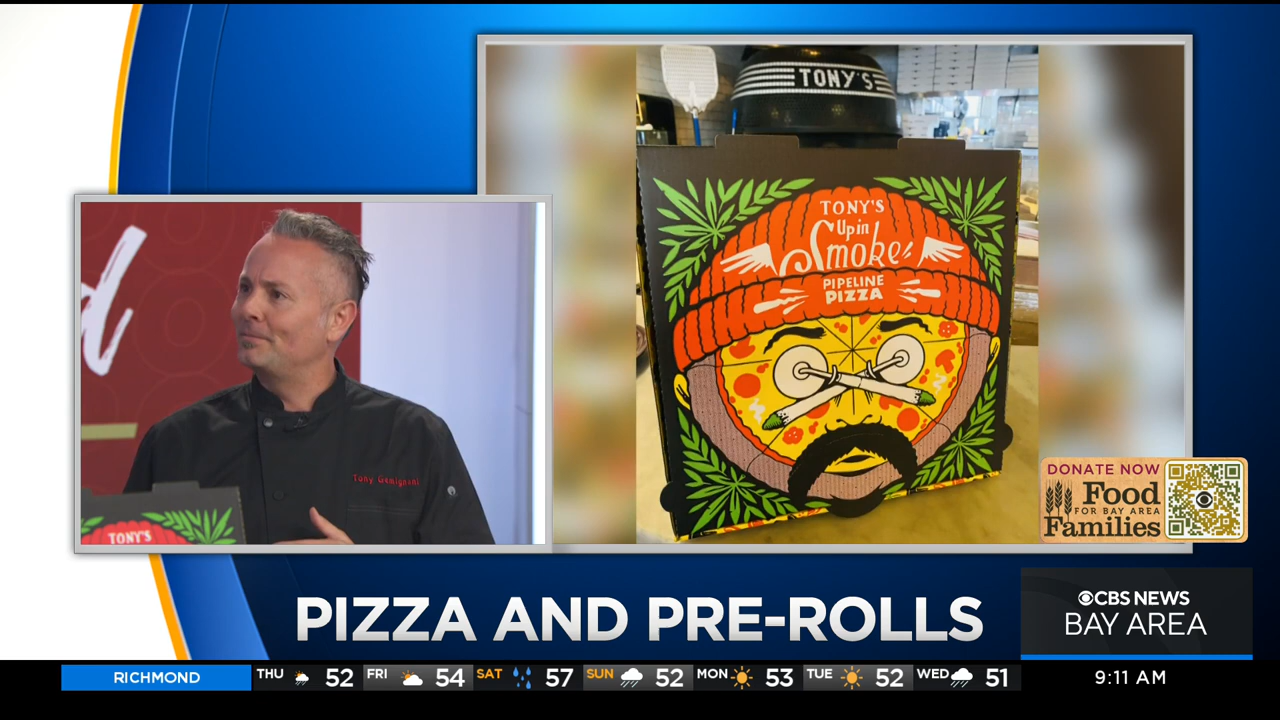 TONY'S
TONY'S
Up in
Smoke
PIPELINE
PIZZA
d
Tony Gemignani
TONY'S
DONATE NOW
Food
FOR BAY AREA
Families
PIZZA AND PRE-ROLLS
CBS NEWS
BAY AREA
RICHMOND THU 52 FRI 54 SAT 57 SUN 52 MON 53 TUE 52 WED 51 9:11 AM